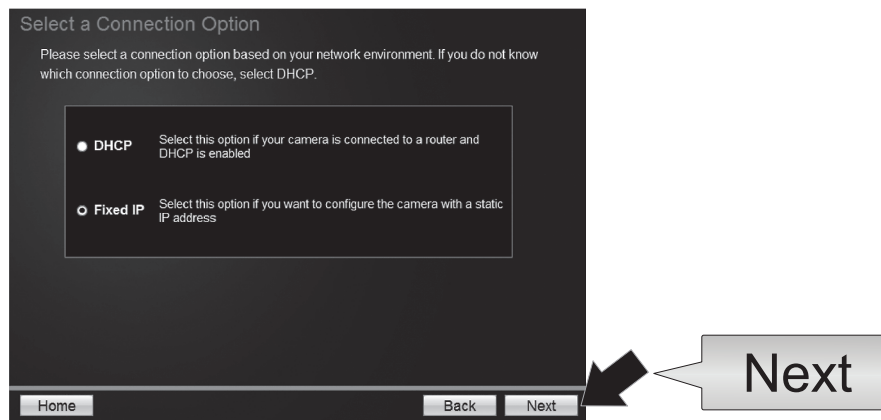 Select a Connection Option
Please select a connection option based on your network environment. If you do not know
which connection option to choose, select DHCP.
DHCP
Select this option if your camera is connected to a router and
DHCP is enabled
Fixed IP
Select this option if you want to configure the camera with a static
IP address
Home
Back
Next
Next